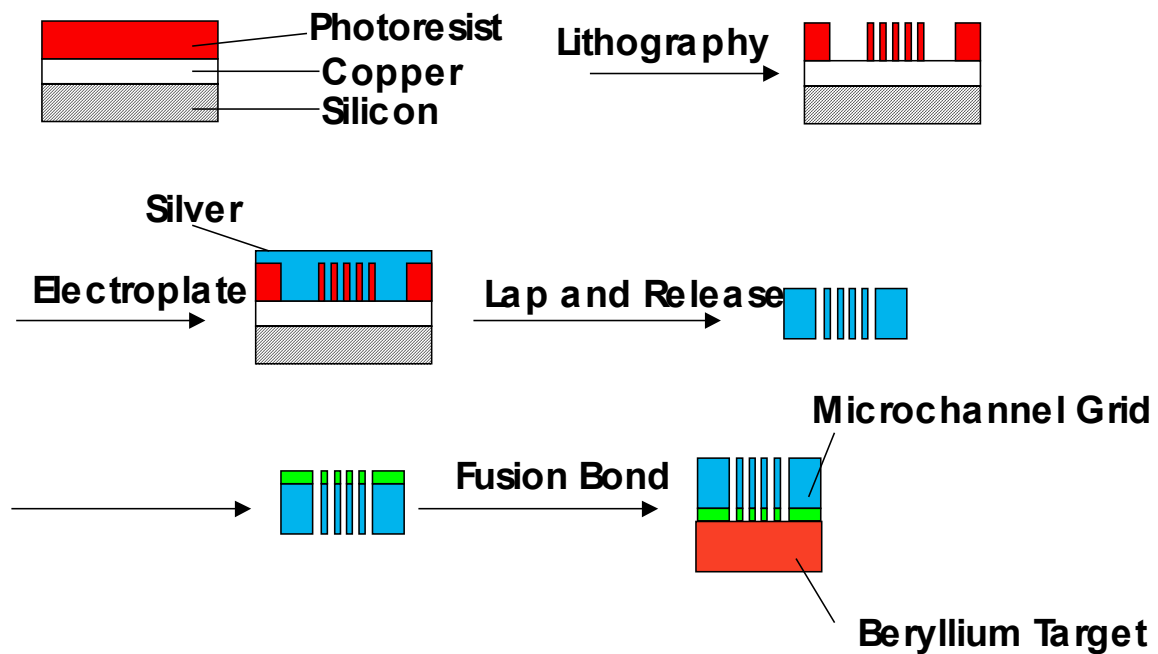 Photoresist
Copper
Silicon
Lithography
Silver
Electroplate
Lap and Release
Microchannel Grid
Fusion Bond
Beryllium Target